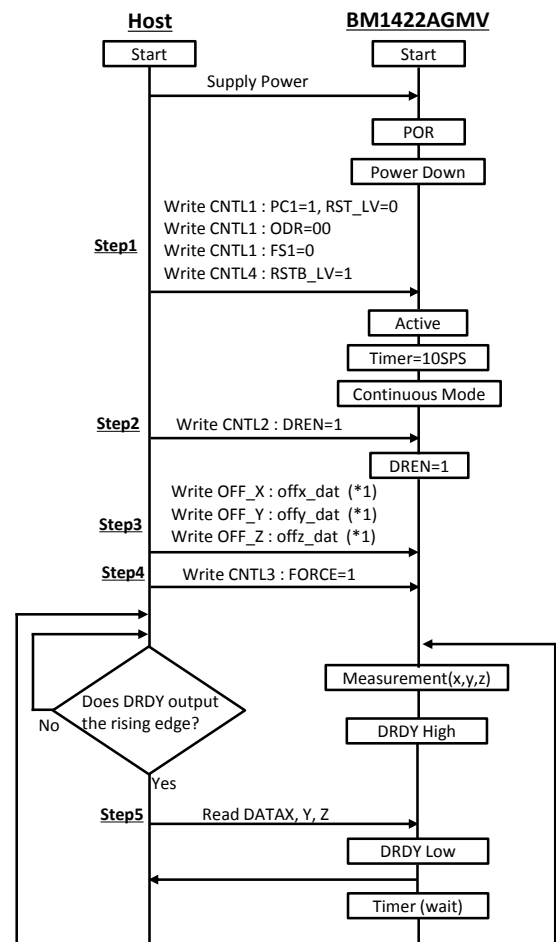 Host
BM1422AGMV
Start
Start
Supply Power
POR
Power Down
Write CNTL1 : PC1=1, RST_LV=0
Write CNTL1 : ODR=00
Step1
Write CNTL1 : FS1=0
Write CNTL4 : RSTB_LV=1
Active
Timer=10SPS
Continuous Mode
Step2
Write CNTL2 : DREN=1
DREN=1
Write OFF_X : offx_dat (*1)
Write OFF_Y : offy_dat (*1)
Step3
Write OFF_Z : offz_dat (*1)
Step4
Write CNTL3 : FORCE=1
Measurement(x,y,z)
Does DRDY output
the rising edge?
No
DRDY High
Yes
Step5
Read DATAX, Y, Z
DRDY Low
Timer (wait)